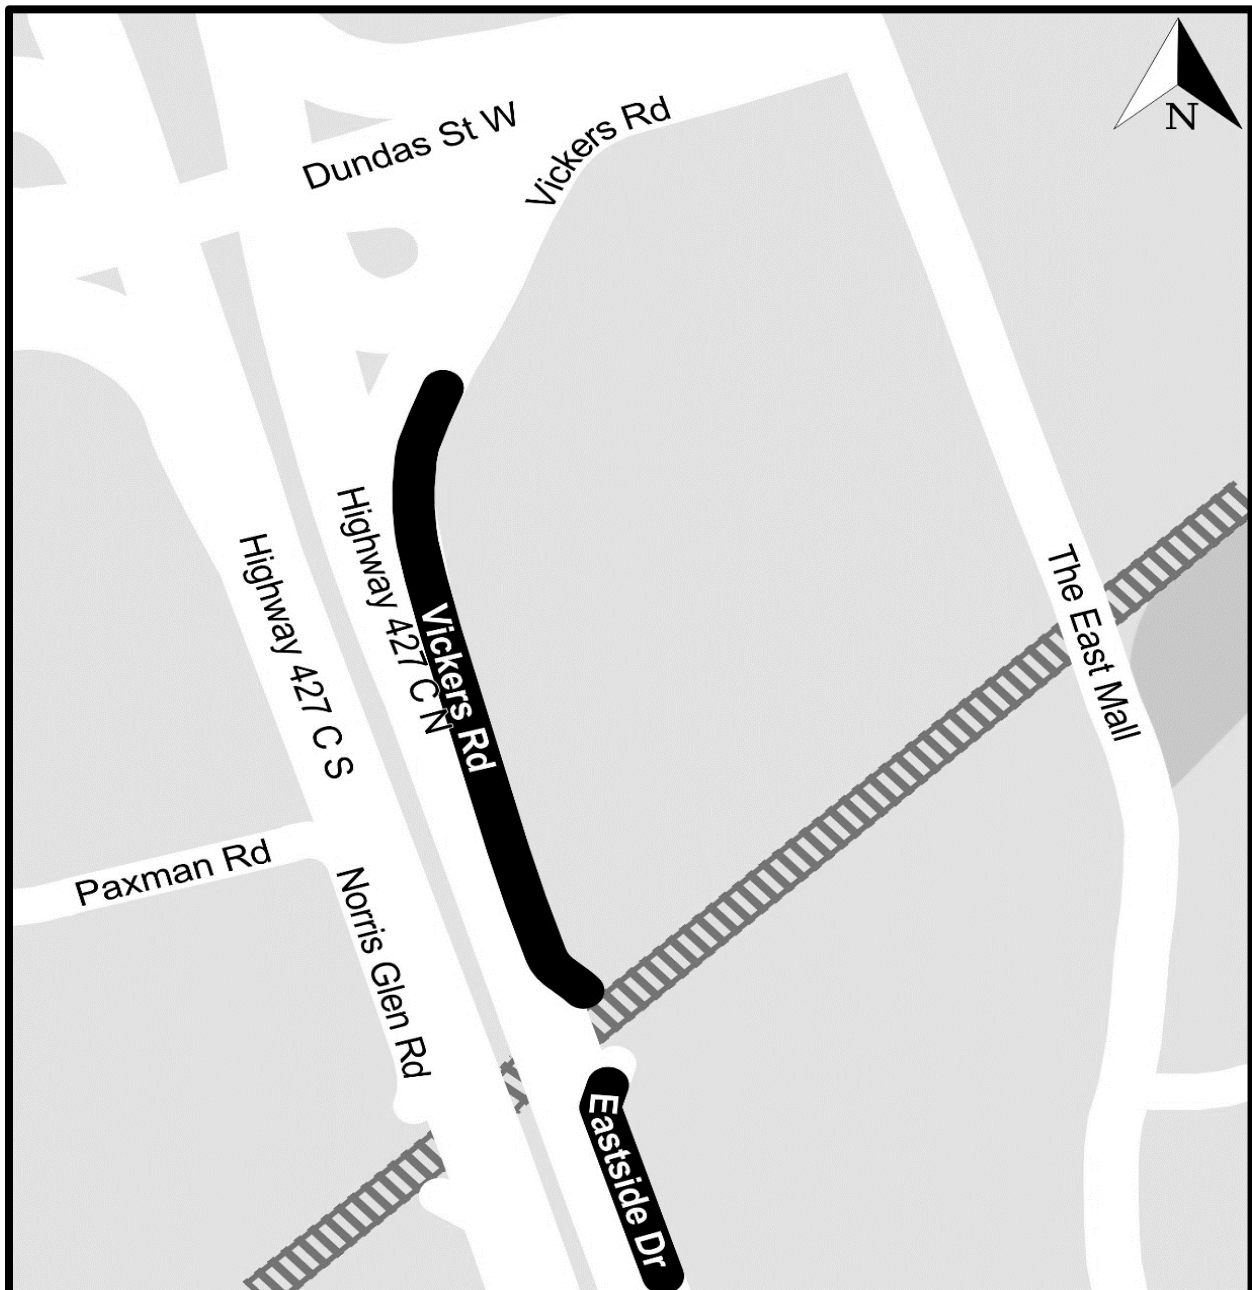 N
Dundas St W
Vickers Rd
Highway 427 C N
Highway 427 C S
The East Mall
Vickers Rd
Paxman Rd
Norris Glen Rd
Eastside Dr